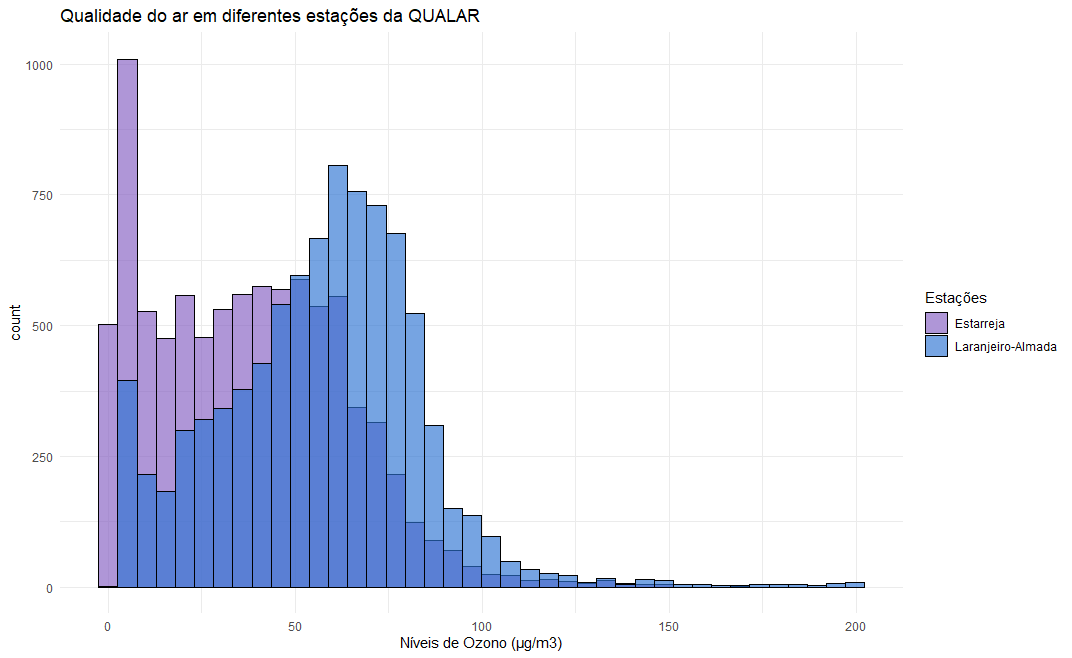 Qualidade do ar em diferentes estações da QUALAR
1000
750
500
250
0
count
0 50 100 150 200
Níveis de Ozono (µg/m3)
Estações
Estarreja
Laranjeiro-Almada